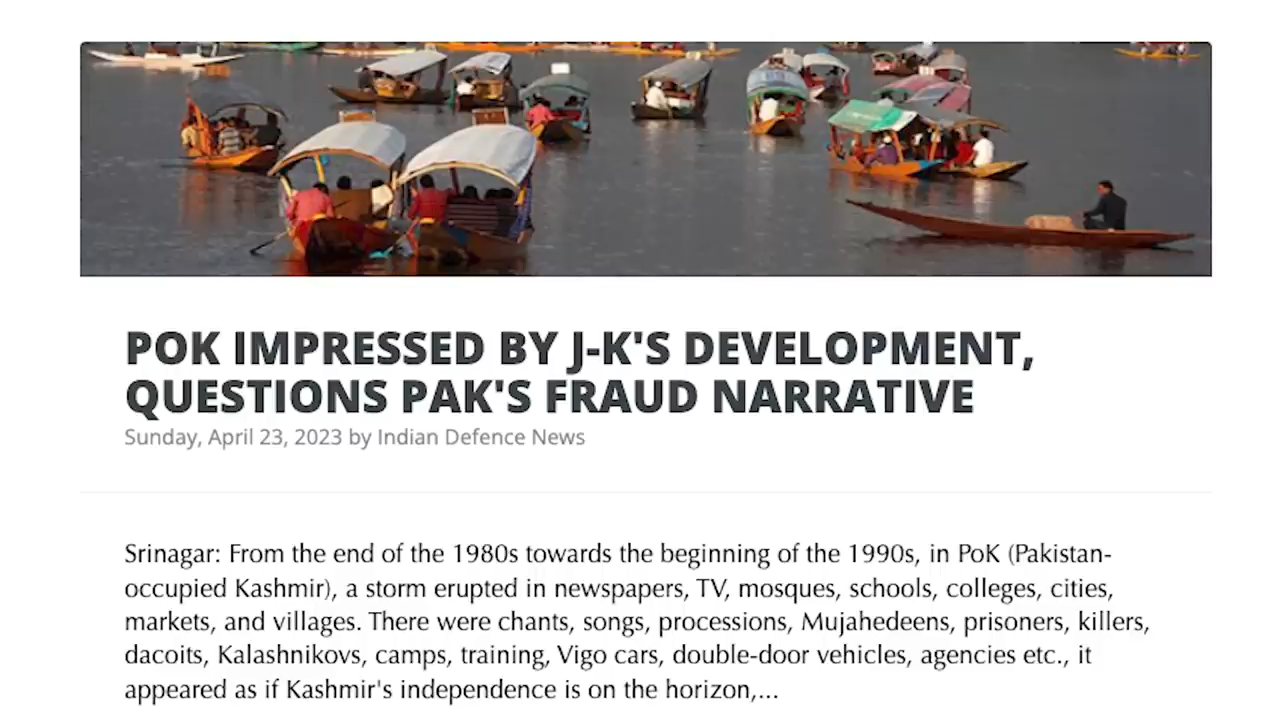 POK IMPRESSED BY J-K'S DEVELOPMENT,
QUESTIONS PAK'S FRAUD NARRATIVE
Sunday, April 23, 2023 by Indian Defence News
Srinagar: From the end of the 1980s towards the beginning of the 1990s, in PoK (Pakistan-
occupied Kashmir), a storm erupted in newspapers, TV, mosques, schools, colleges, cities,
markets, and villages. There were chants, songs, processions, Mujahedeens, prisoners, killers,
dacoits, Kalashnikovs, camps, training, Vigo cars, double-door vehicles, agencies etc., it
appeared as if Kashmir's independence is on the horizon,...